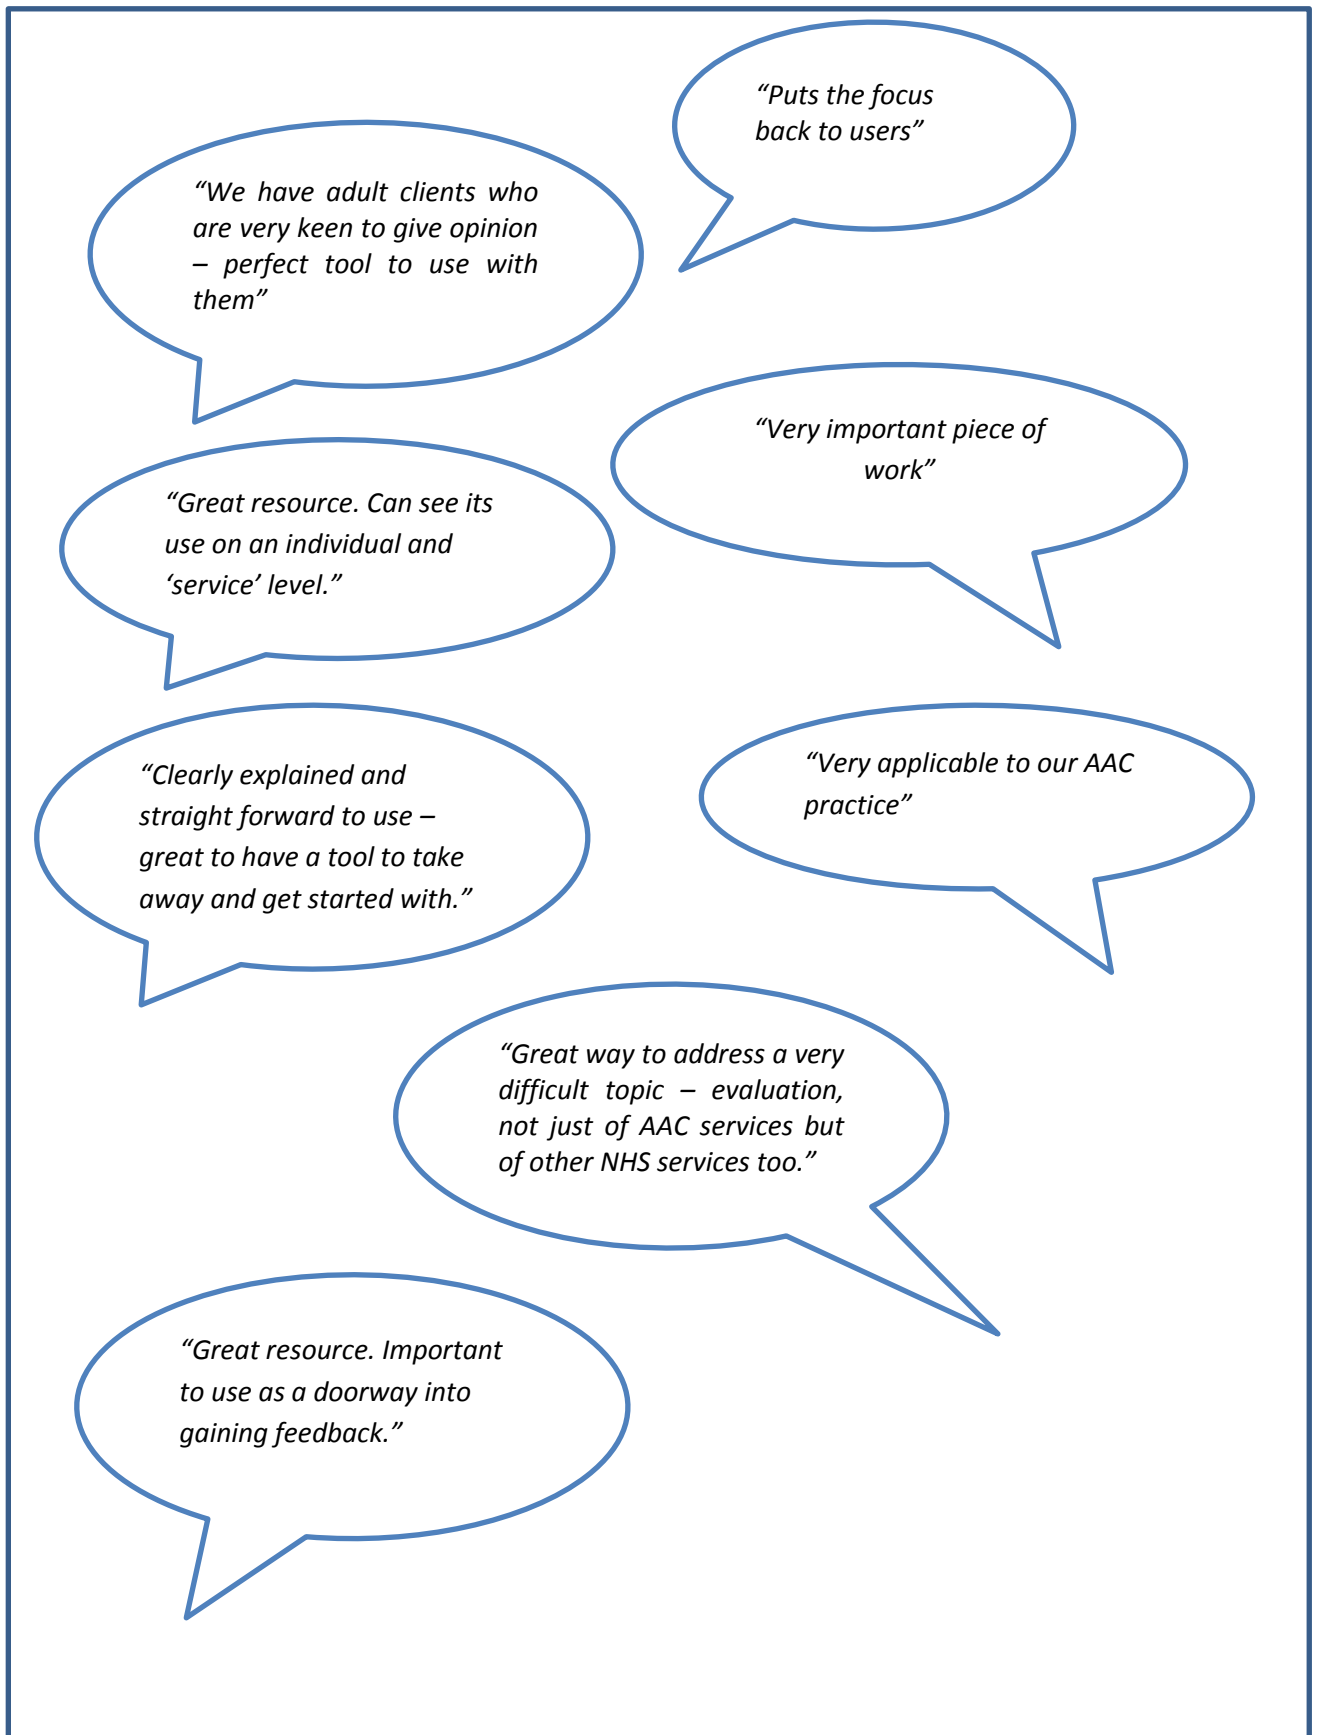 “Puts the focus
back to users”
“We have adult clients who
are very keen to give opinion
– perfect tool to use with
them”
“Very important piece of
work”
“Great resource. Can see its
use on an individual and
‘service’ level.”
“Clearly explained and
straight forward to use –
great to have a tool to take
away and get started with.”
“Very applicable to our AAC
practice”
“Great way to address a very
difficult topic – evaluation,
not just of AAC services but
of other NHS services too.”
“Great resource. Important
to use as a doorway into
gaining feedback.”